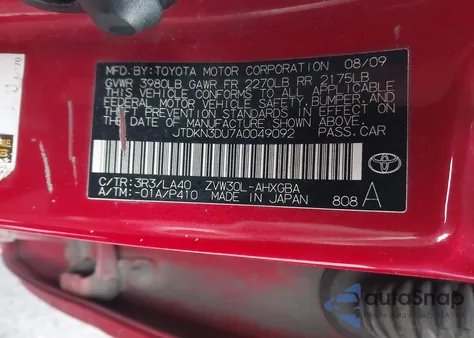 MFD. BY: TOYOTA MOTOR CORPORATION 08/09
GVWR 3980LB GAWR FR 2270LB RR 2175LB
THIS VEHICLE CONFORMS TO ALL APPLICABLE
FEDERAL MOTOR VEHICLE SAFETY, BUMPER, AND
THEFT PREVENTION STANDARDS IN EFFECT ON
THE DATE OF MANUFACTURE SHOWN ABOVE.
JTDKN3DU7A0049092 PASS.CAR
C/TR: 3R3/LA40 ZVW30L-AHXGBA
A/TM: -01A/P410 MADE IN JAPAN 808 A
TOYOTA
autoSnap